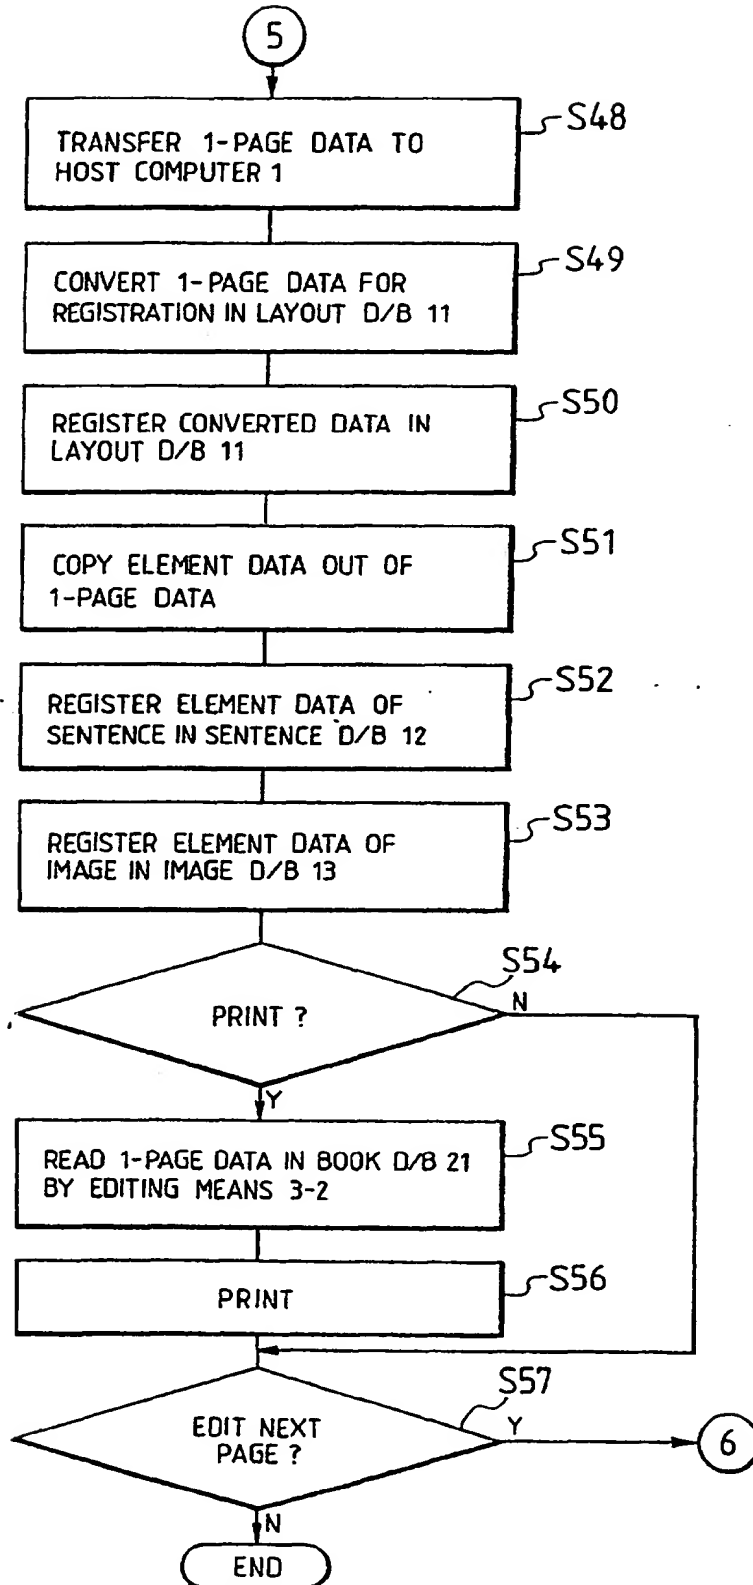 5
TRANSFER 1-PAGE DATA TO
HOST COMPUTER 1
S48
CONVERT 1-PAGE DATA FOR
REGISTRATION IN LAYOUT D/B 11
S49
REGISTER CONVERTED DATA IN
LAYOUT D/B 11
S50
COPY ELEMENT DATA OUT OF
1-PAGE DATA
S51
REGISTER ELEMENT DATA OF
SENTENCE IN SENTENCE D/B 12
S52
REGISTER ELEMENT DATA OF
IMAGE IN IMAGE D/B 13
S53
PRINT ?
S54
N
Y
READ 1-PAGE DATA IN BOOK D/B 21
BY EDITING MEANS 3-2
S55
PRINT
S56
EDIT NEXT
PAGE ?
S57
Y
6
N
END